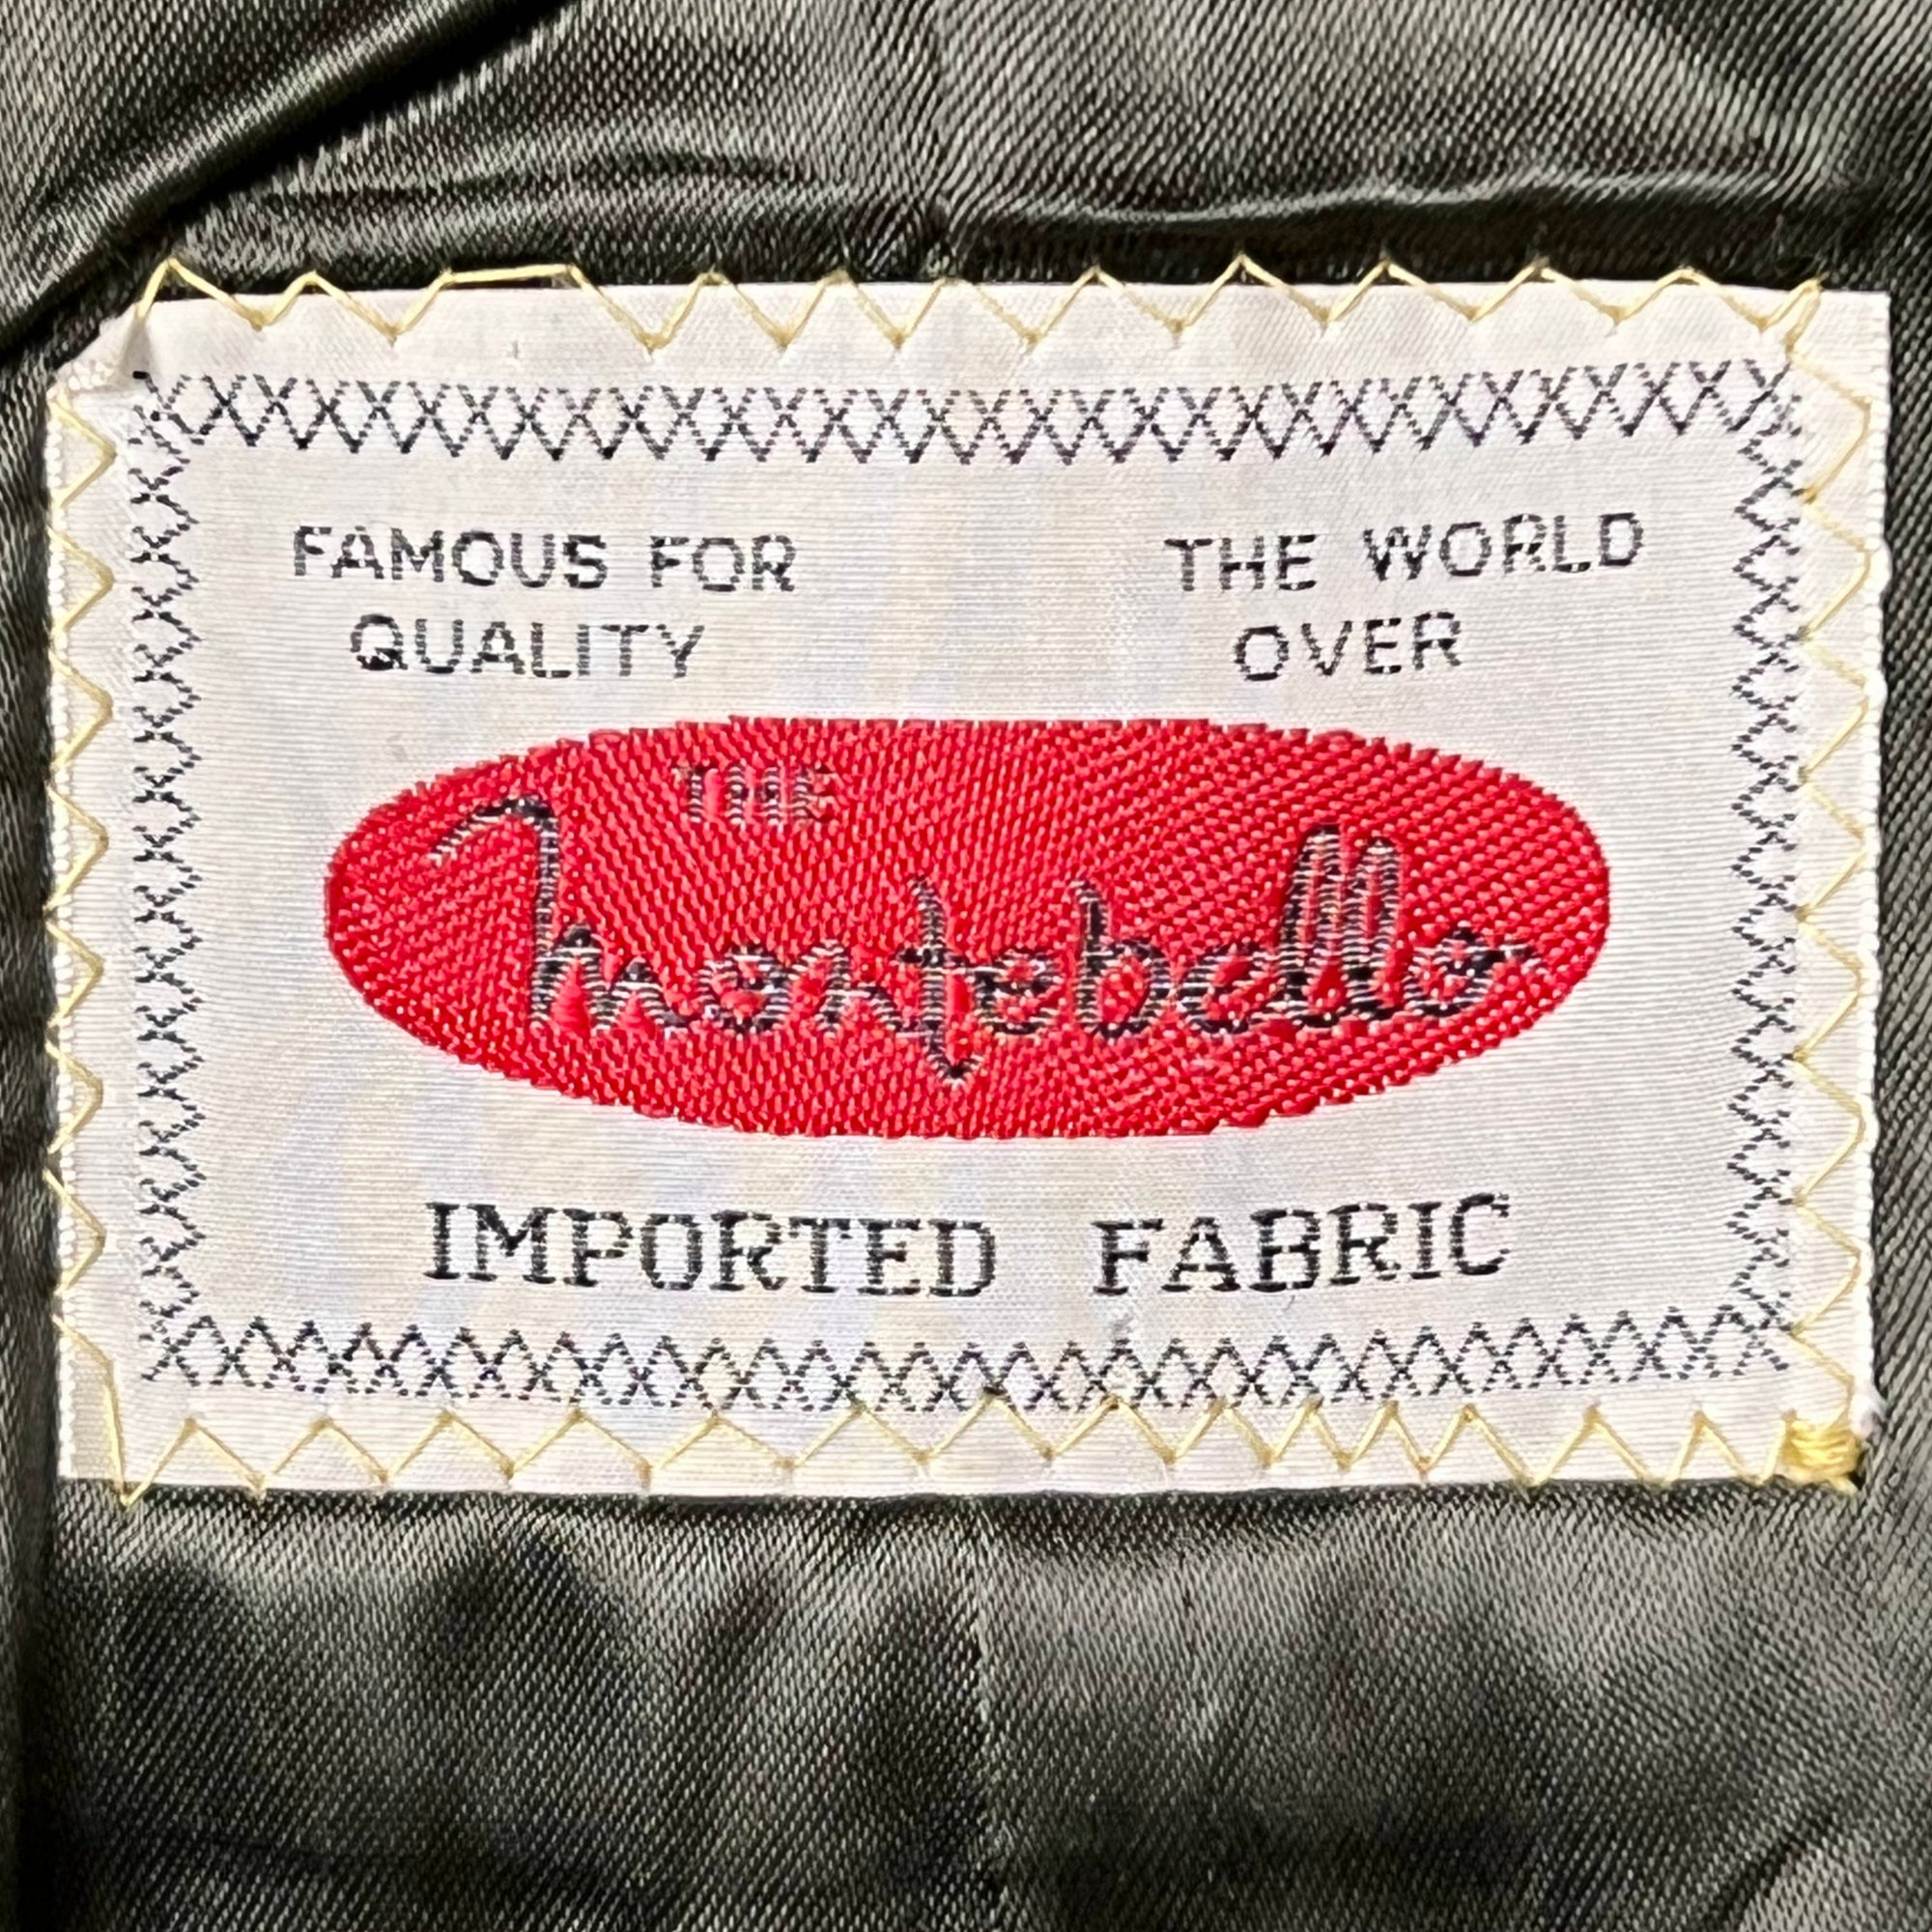 FAMOUS FOR
QUALITY
THE WORLD
OVER
THE
Montebello
IMPORTED FABRIC